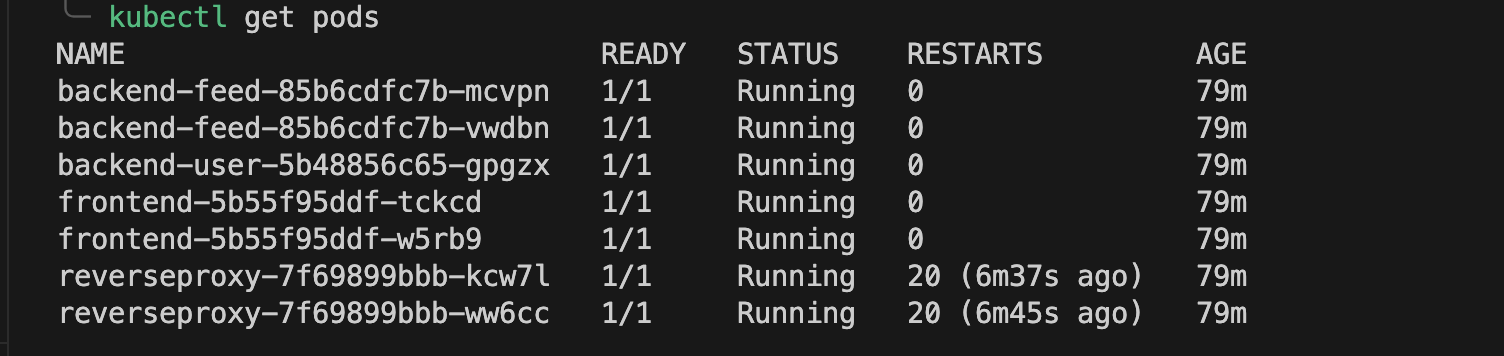 kubectl get pods
NAME READY STATUS RESTARTS AGE
backend-feed-85b6cdfc7b-mcvpn 1/1 Running 0 79m
backend-feed-85b6cdfc7b-vwdbn 1/1 Running 0 79m
backend-user-5b48856c65-gpgzx 1/1 Running 0 79m
frontend-5b55f95ddf-tckcd 1/1 Running 0 79m
frontend-5b55f95ddf-w5rb9 1/1 Running 0 79m
reverseproxy-7f69899bbb-kcw7l 1/1 Running 20 (6m37s ago) 79m
reverseproxy-7f69899bbb-ww6cc 1/1 Running 20 (6m45s ago) 79m